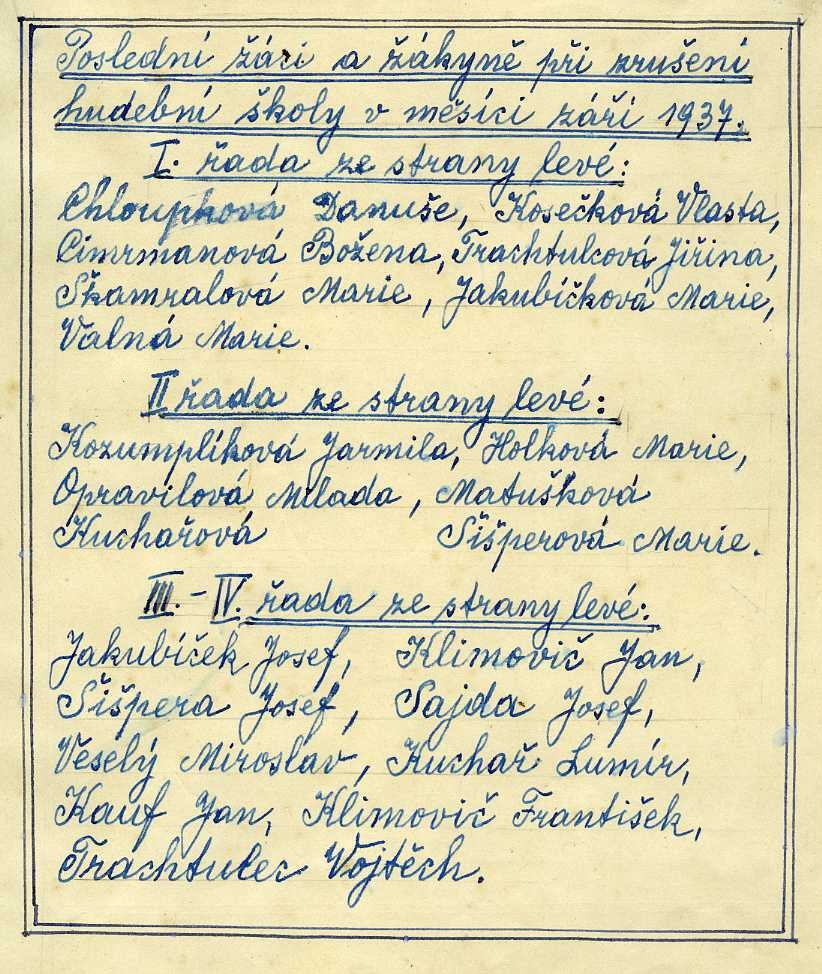 Poslední žáci a žákyně při zrušení
hudební školy v měsíci září 1937.
I. řada ze strany levé:
Chloupková Danuše, Kosečková Vlasta,
Cimrmanová Božena, Trachtulcová Jiřina,
Škamralová Marie, Jakubíčková Marie,
Valná Marie.
II řada ze strany levé:
Kozumplíková Jarmila, Holková Marie,
Opravilová Milada, Matušková
Kuchařová Šišperová Marie.
III.-IV. řada ze strany levé:
Jakubíček Josef, Klimovič Jan,
Šišpera Josef, Sajda Josef,
Veselý Miroslav, Kuchař Lumír,
Kauf Jan, Klimovič František,
Trachtulec Vojtěch.